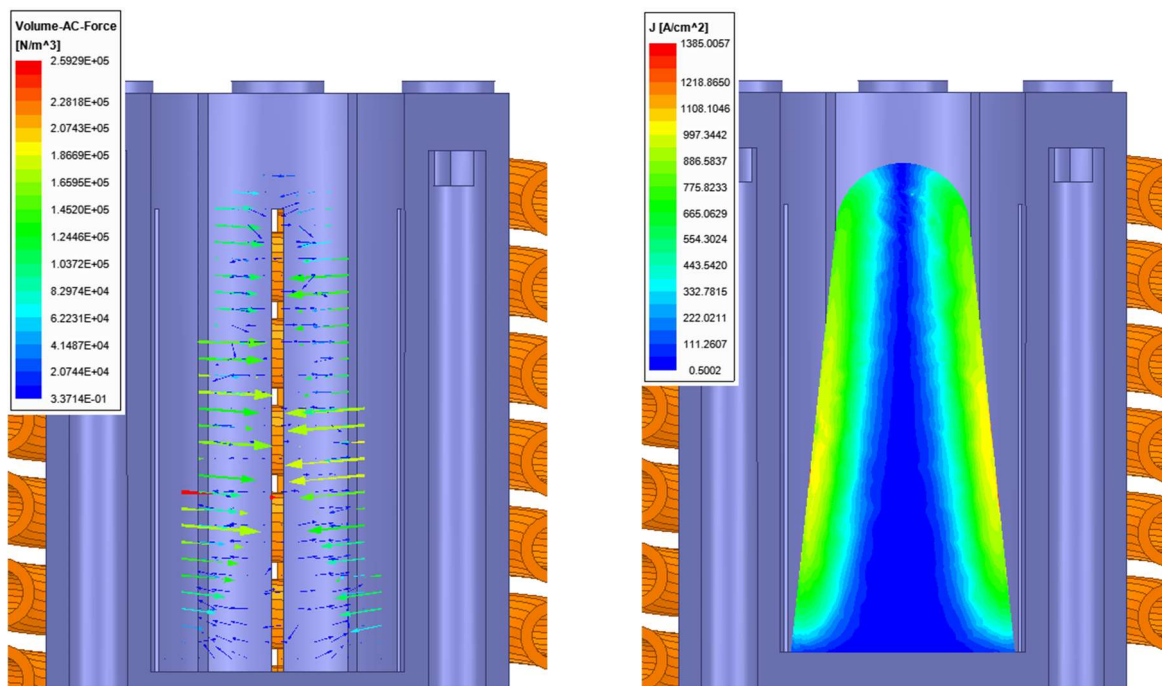 Volume-AC-Force
[N/m^3]
2.5929E+05
2.2818E+05
2.0743E+05
1.8669E+05
1.6595E+05
1.4520E+05
1.2446E+05
1.0372E+05
8.2974E+04
6.2231E+04
4.1487E+04
2.0744E+04
3.3714E-01
J [A/cm^2]
1385.0057
1218.8650
1108.1046
997.3442
886.5837
775.8233
665.0629
554.3024
443.5420
332.7815
222.0211
111.2607
0.5002